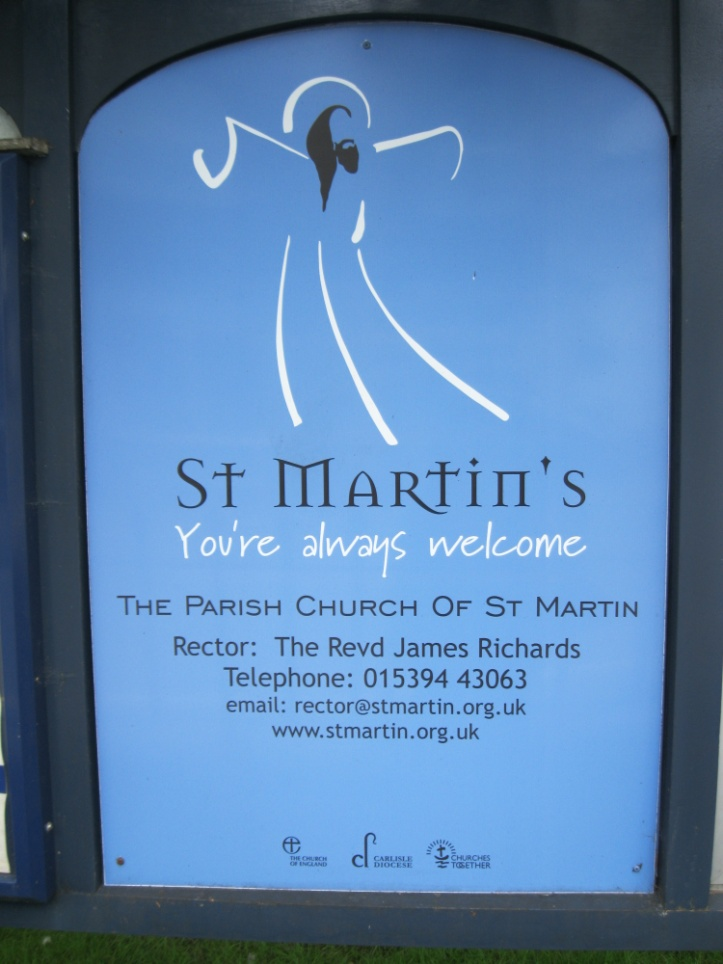 St Martin's
You're always welcome
The Parish Church Of St Martin
Rector: The Revd James Richards
Telephone: 015394 43063
email: rector@stmartin.org.uk
www.stmartin.org.uk
THE CHURCH
OF ENGLAND
CARLISLE
DIOCESE
CHURCHES
TOGETHER